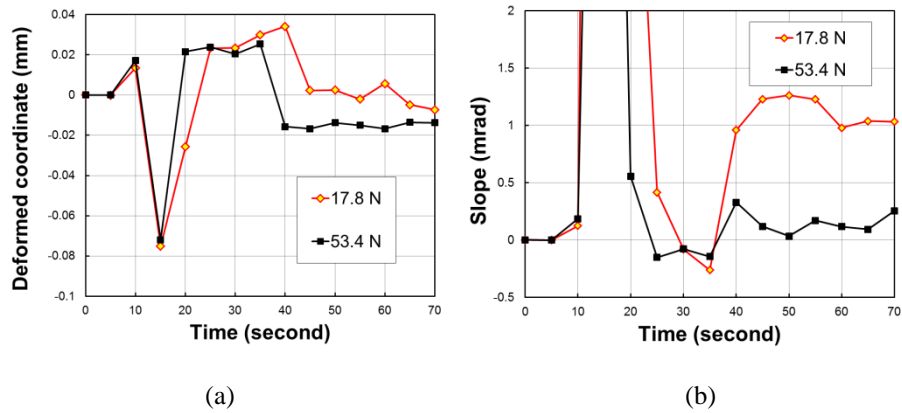 0.04
0.02
0
-0.02
-0.04
-0.06
-0.08
-0.1
Deformed coordinate (mm)
17.8 N
53.4 N
0 10 20 30 40 50 60 70
Time (second)
(a)
2
1.5
1
0.5
0
-0.5
Slope (mrad)
17.8 N
53.4 N
0 10 20 30 40 50 60 70
Time (second)
(b)